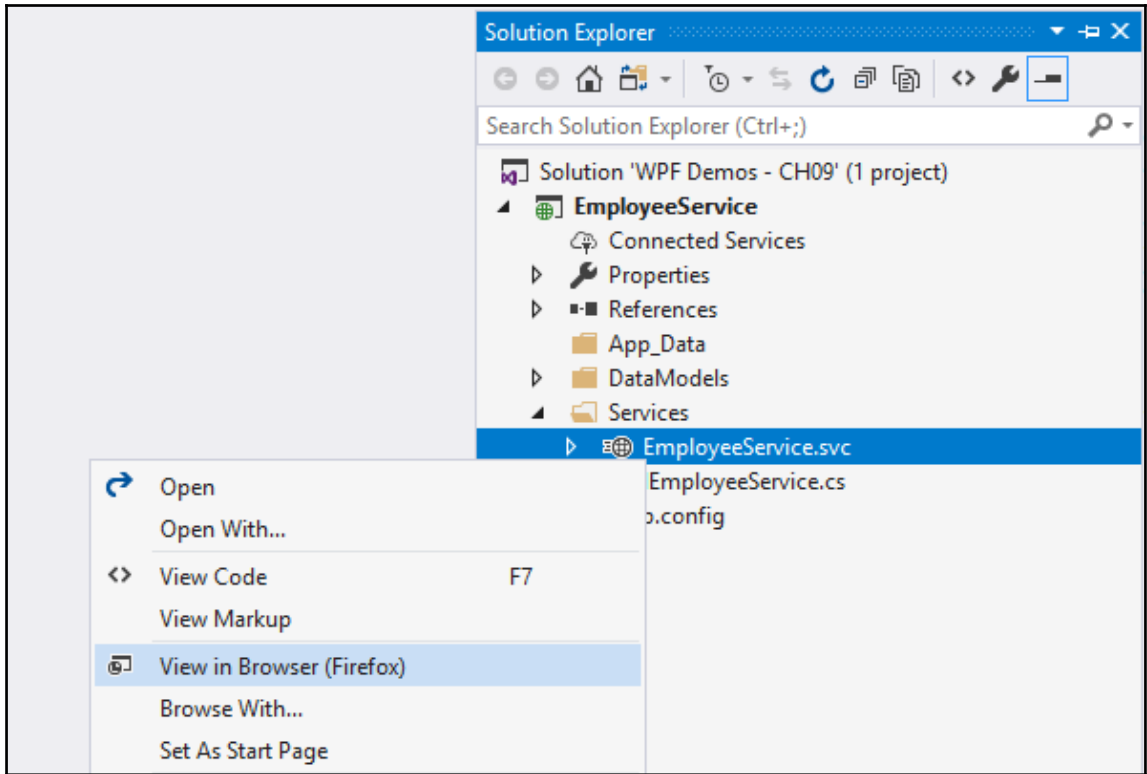 Solution Explorer
Search Solution Explorer (Ctrl+;)
Solution 'WPF Demos - CH09' (1 project)
EmployeeService
Connected Services
Properties
References
App_Data
DataModels
Services
EmployeeService.svc
EmployeeService.cs
.config
Open
Open With...
View Code F7
View Markup
View in Browser (Firefox)
Browse With...
Set As Start Page